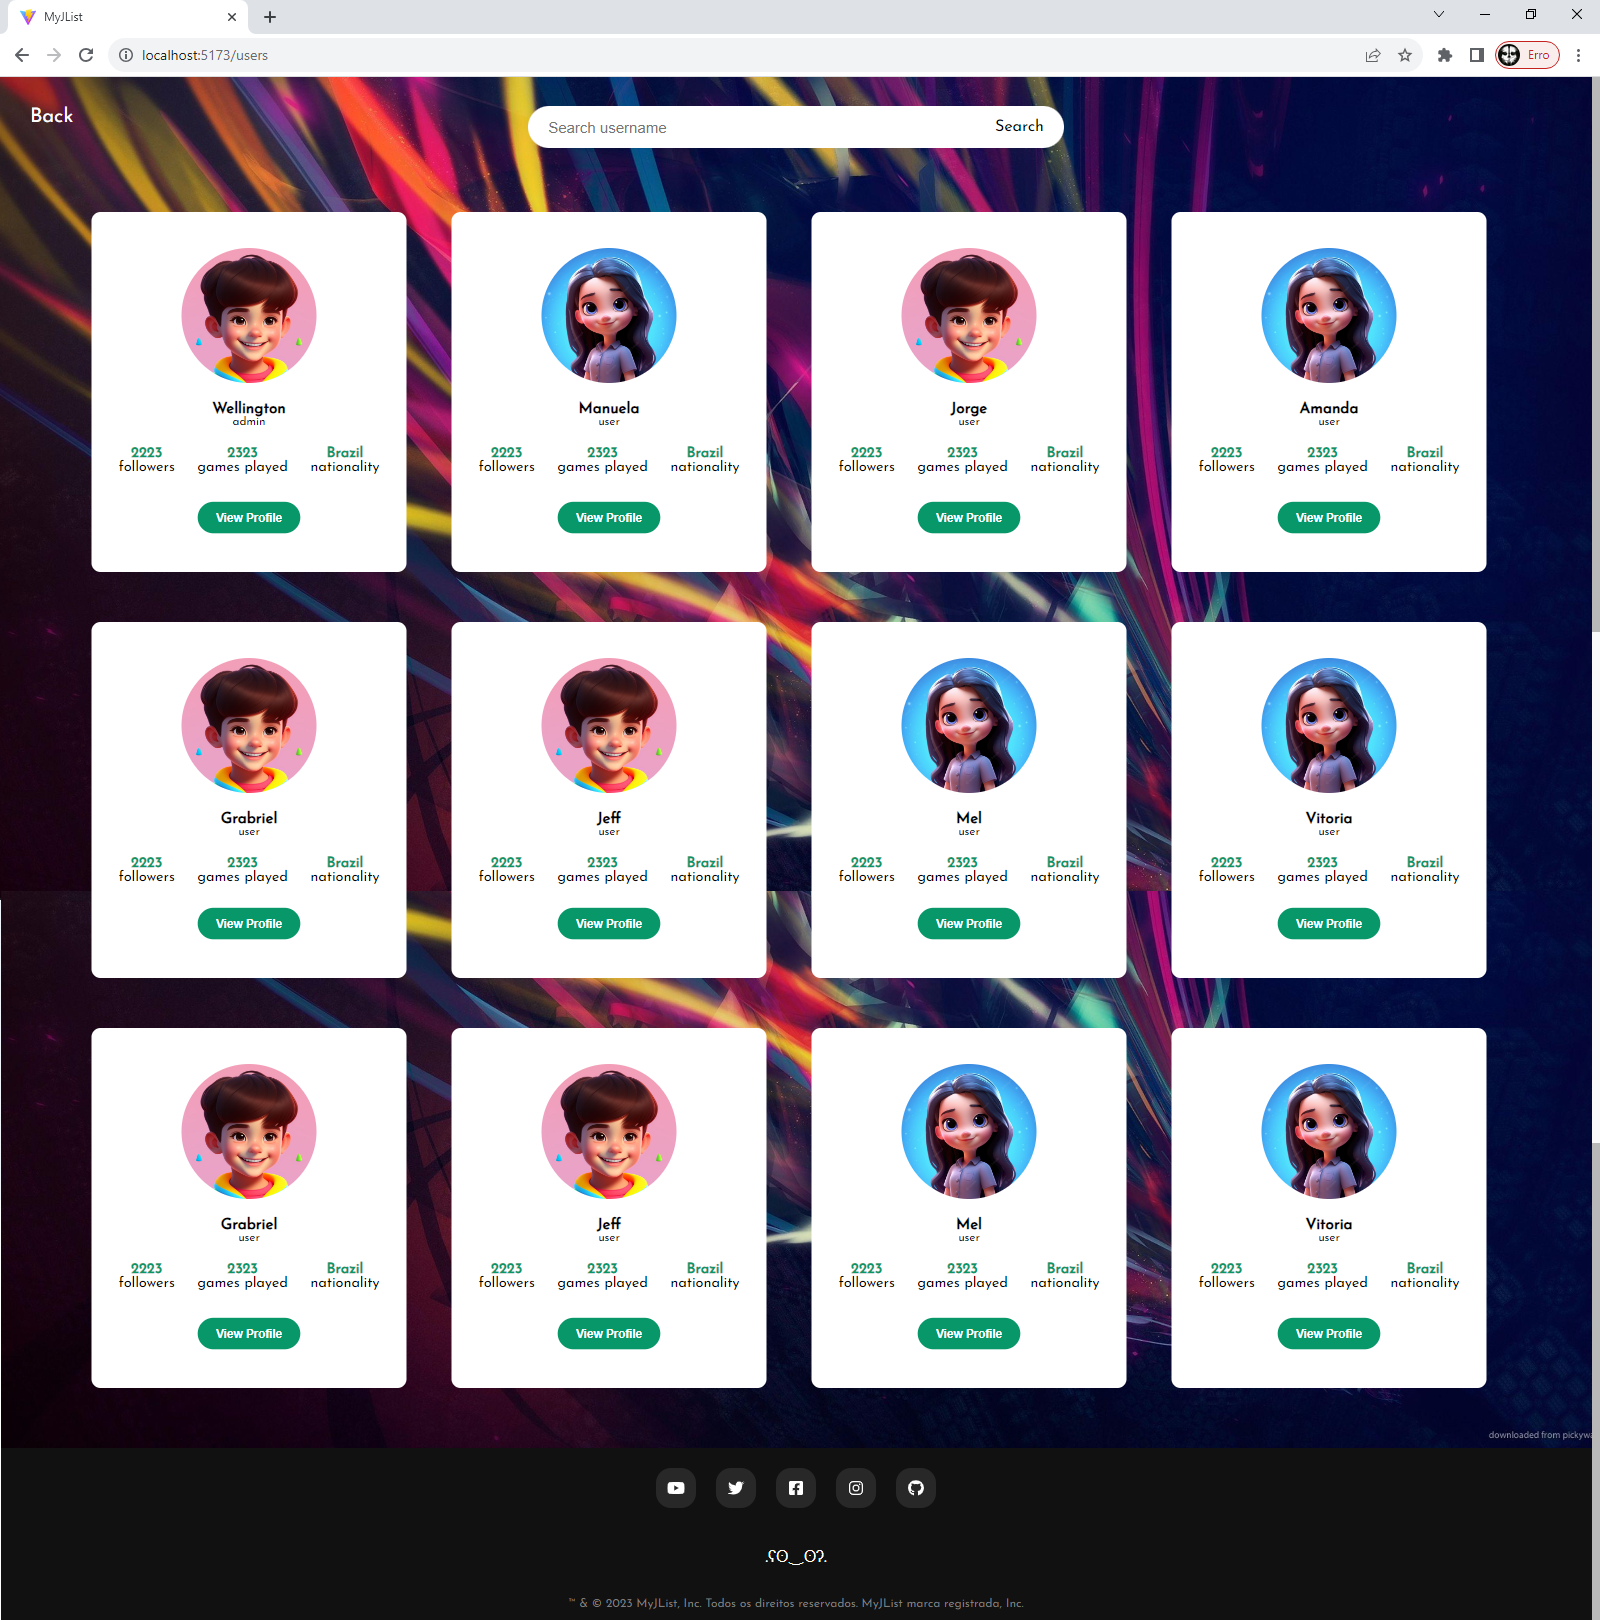 MyJList
localhost:5173/users
Erro
Back
Search username
Search
Wellington
admin
2223 2323 Brazil
followers games played nationality
View Profile
Manuela
user
2223 2323 Brazil
followers games played nationality
View Profile
Jorge
user
2223 2323 Brazil
followers games played nationality
View Profile
Amanda
user
2223 2323 Brazil
followers games played nationality
View Profile
Grabriel
user
2223 2323 Brazil
followers games played nationality
View Profile
Jeff
user
2223 2323 Brazil
followers games played nationality
View Profile
Mel
user
2223 2323 Brazil
followers games played nationality
View Profile
Vitoria
user
2223 2323 Brazil
followers games played nationality
View Profile
Grabriel
user
2223 2323 Brazil
followers games played nationality
View Profile
Jeff
user
2223 2323 Brazil
followers games played nationality
View Profile
Mel
user
2223 2323 Brazil
followers games played nationality
View Profile
Vitoria
user
2223 2323 Brazil
followers games played nationality
View Profile
downloaded from
.ʕʘ‿ʘʔ.
™ & © 2023 MyJList, Inc. Todos os direitos reservados. MyJList marca registrada, Inc.